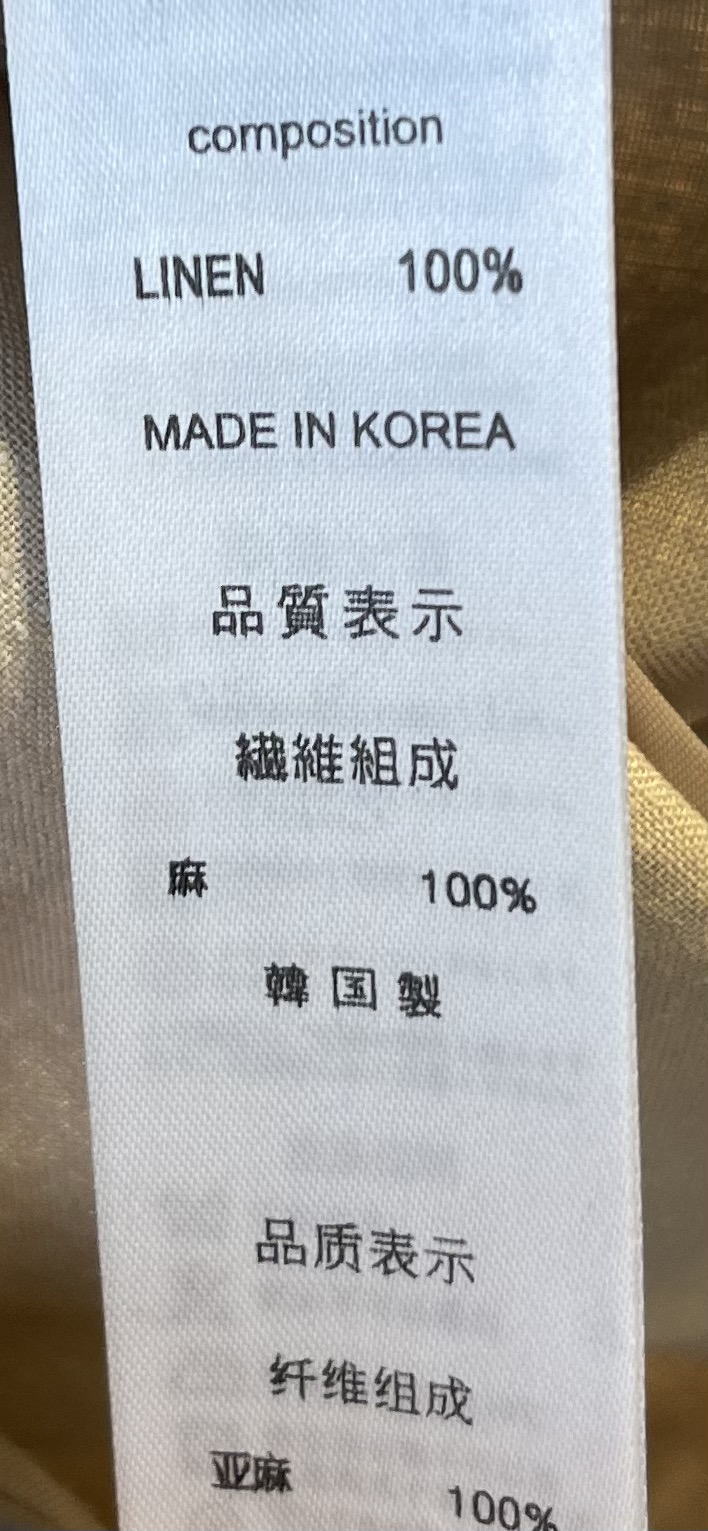 composition
LINEN 100%
MADE IN KOREA
品質表示
繊維組成
麻 100%
韓国製
品质表示
纤维组成
亚麻 100%